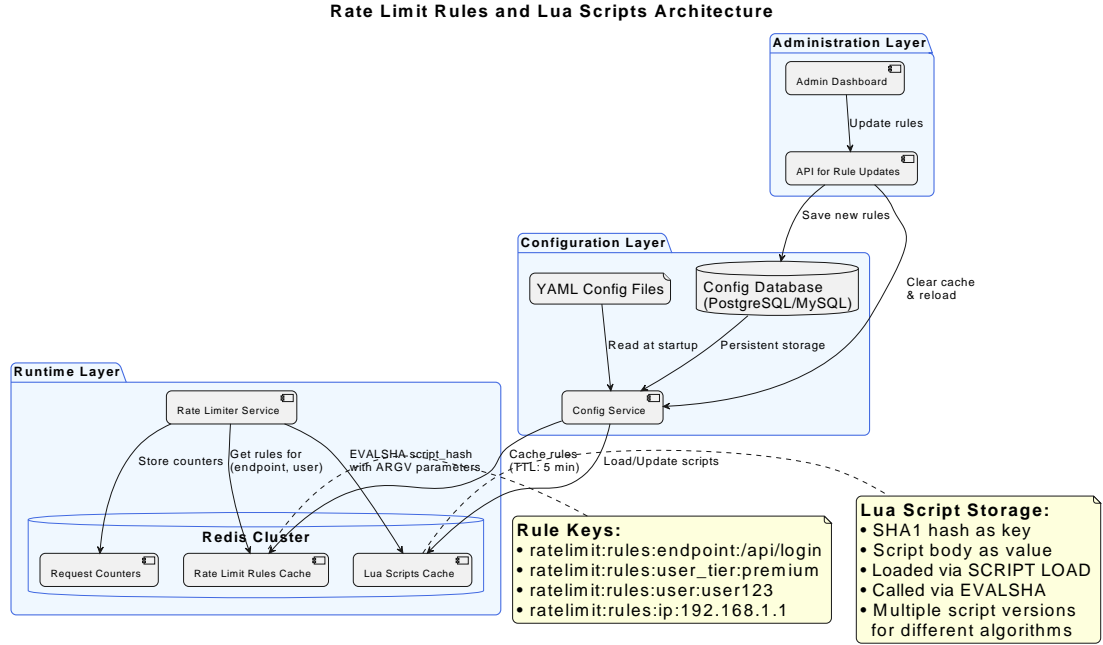 Rate Limit Rules and Lua Scripts Architecture
Administration Layer
Admin Dashboard
Update rules
API for Rule Updates
Save new rules
Clear cache
& reload
Configuration Layer
YAML Config Files
Config Database
(PostgreSQL/MySQL)
Read at startup
Persistent storage
Config Service
Runtime Layer
Rate Limiter Service
Store counters
Get rules for
(endpoint, user)
EVALSHA script_hash
with ARGV parameters
Cache rules
(TTL: 5 min)
Load/Update scripts
Redis Cluster
Request Counters
Rate Limit Rules Cache
Lua Scripts Cache
Rule Keys:
• ratelimit:rules:endpoint:/api/login
• ratelimit:rules:user_tier:premium
• ratelimit:rules:user:user123
• ratelimit:rules:ip:192.168.1.1
Lua Script Storage:
• SHA1 hash as key
• Script body as value
• Loaded via SCRIPT LOAD
• Called via EVALSHA
• Multiple script versions
for different algorithms